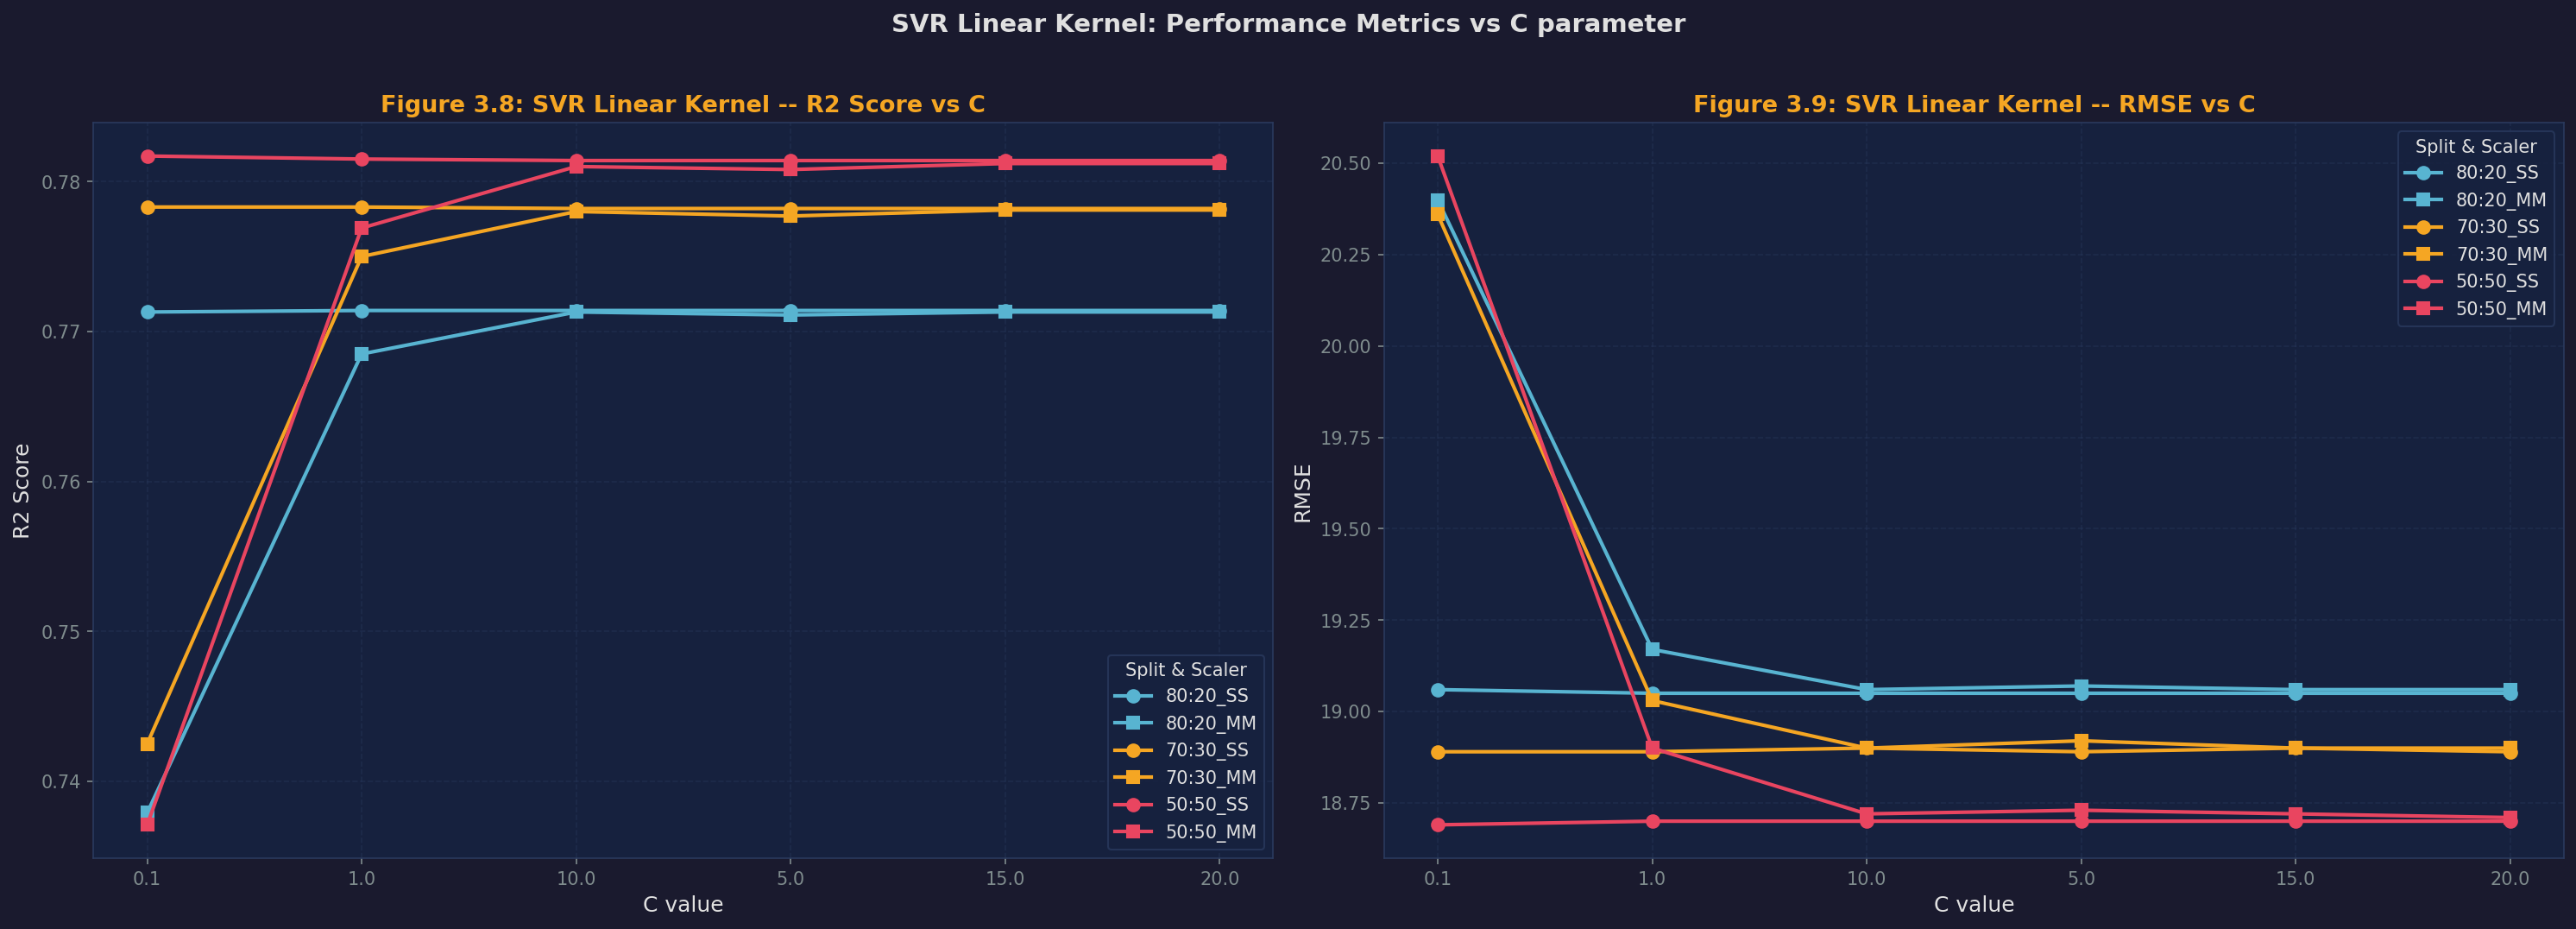 SVR Linear Kernel: Performance Metrics vs C parameter
Figure 3.8: SVR Linear Kernel -- R2 Score vs C
R2 Score
0.78
0.77
0.76
0.75
0.74
0.1 1.0 10.0 5.0 15.0 20.0
C value
Split & Scaler
80:20_SS
80:20_MM
70:30_SS
70:30_MM
50:50_SS
50:50_MM
Figure 3.9: SVR Linear Kernel -- RMSE vs C
RMSE
20.50
20.25
20.00
19.75
19.50
19.25
19.00
18.75
0.1 1.0 10.0 5.0 15.0 20.0
C value
Split & Scaler
80:20_SS
80:20_MM
70:30_SS
70:30_MM
50:50_SS
50:50_MM